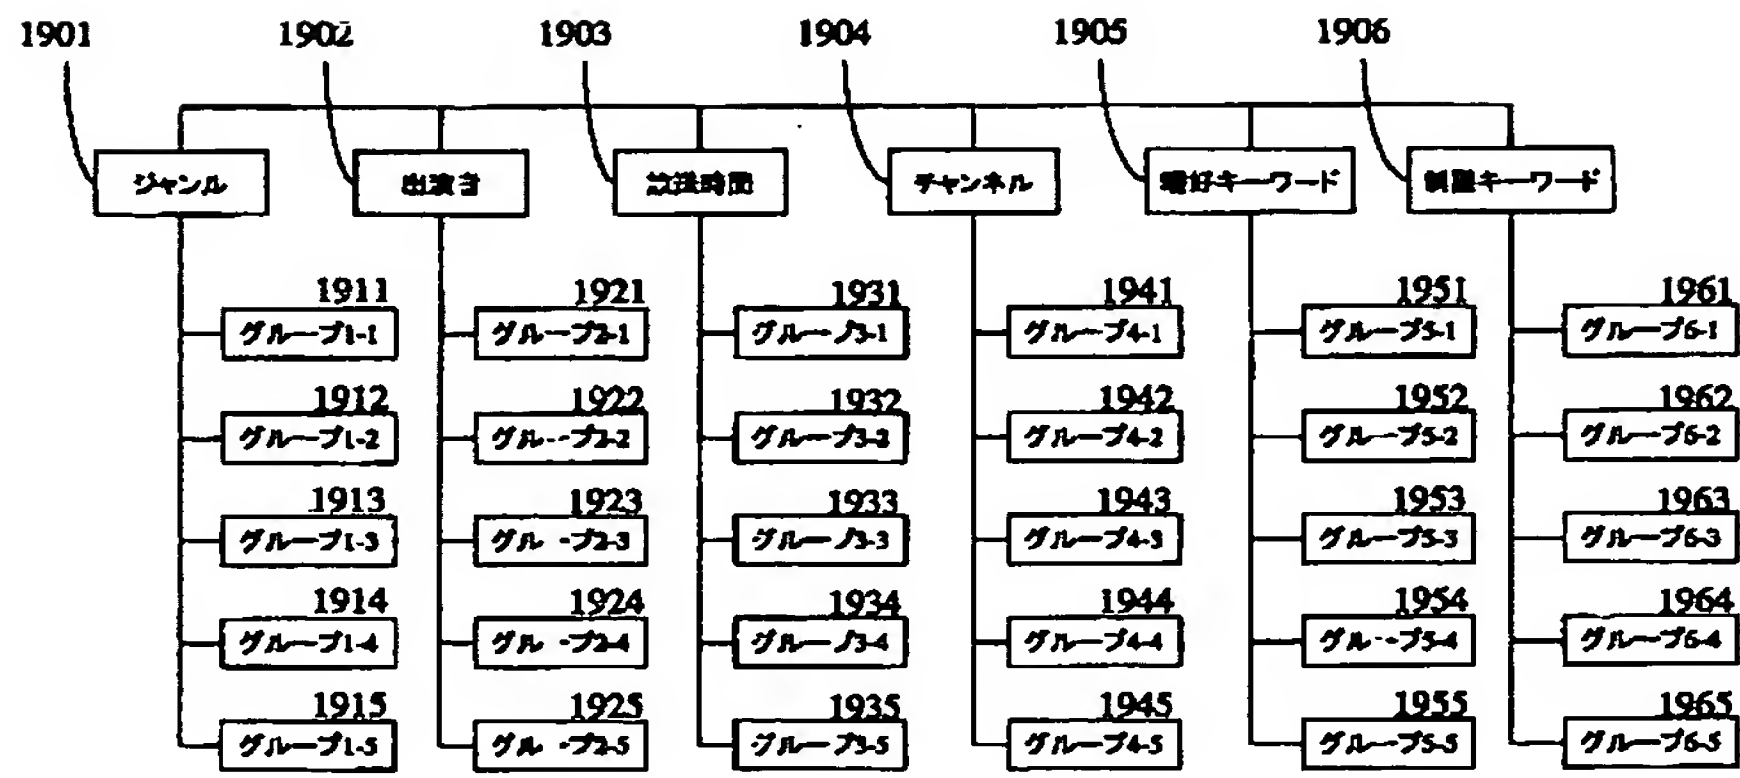 1901 1902 1903 1904 1905 1906
ジャンル 出演者 放送時間 チャンネル 嗜好キーワード 制限キーワード
1911 1921 1931 1941 1951 1961
グループ1-1 グループ2-1 グループ3-1 グループ4-1 グループ5-1 グループ6-1
1912 1922 1932 1942 1952 1962
グループ1-2 グループ2-2 グループ3-2 グループ4-2 グループ5-2 グループ6-2
1913 1923 1933 1943 1953 1963
グループ1-3 グループ2-3 グループ3-3 グループ4-3 グループ5-3 グループ6-3
1914 1924 1934 1944 1954 1964
グループ1-4 グループ2-4 グループ3-4 グループ4-4 グループ5-4 グループ6-4
1915 1925 1935 1945 1955 1965
グループ1-5 グループ2-5 グループ3-5 グループ4-5 グループ5-5 グループ6-5